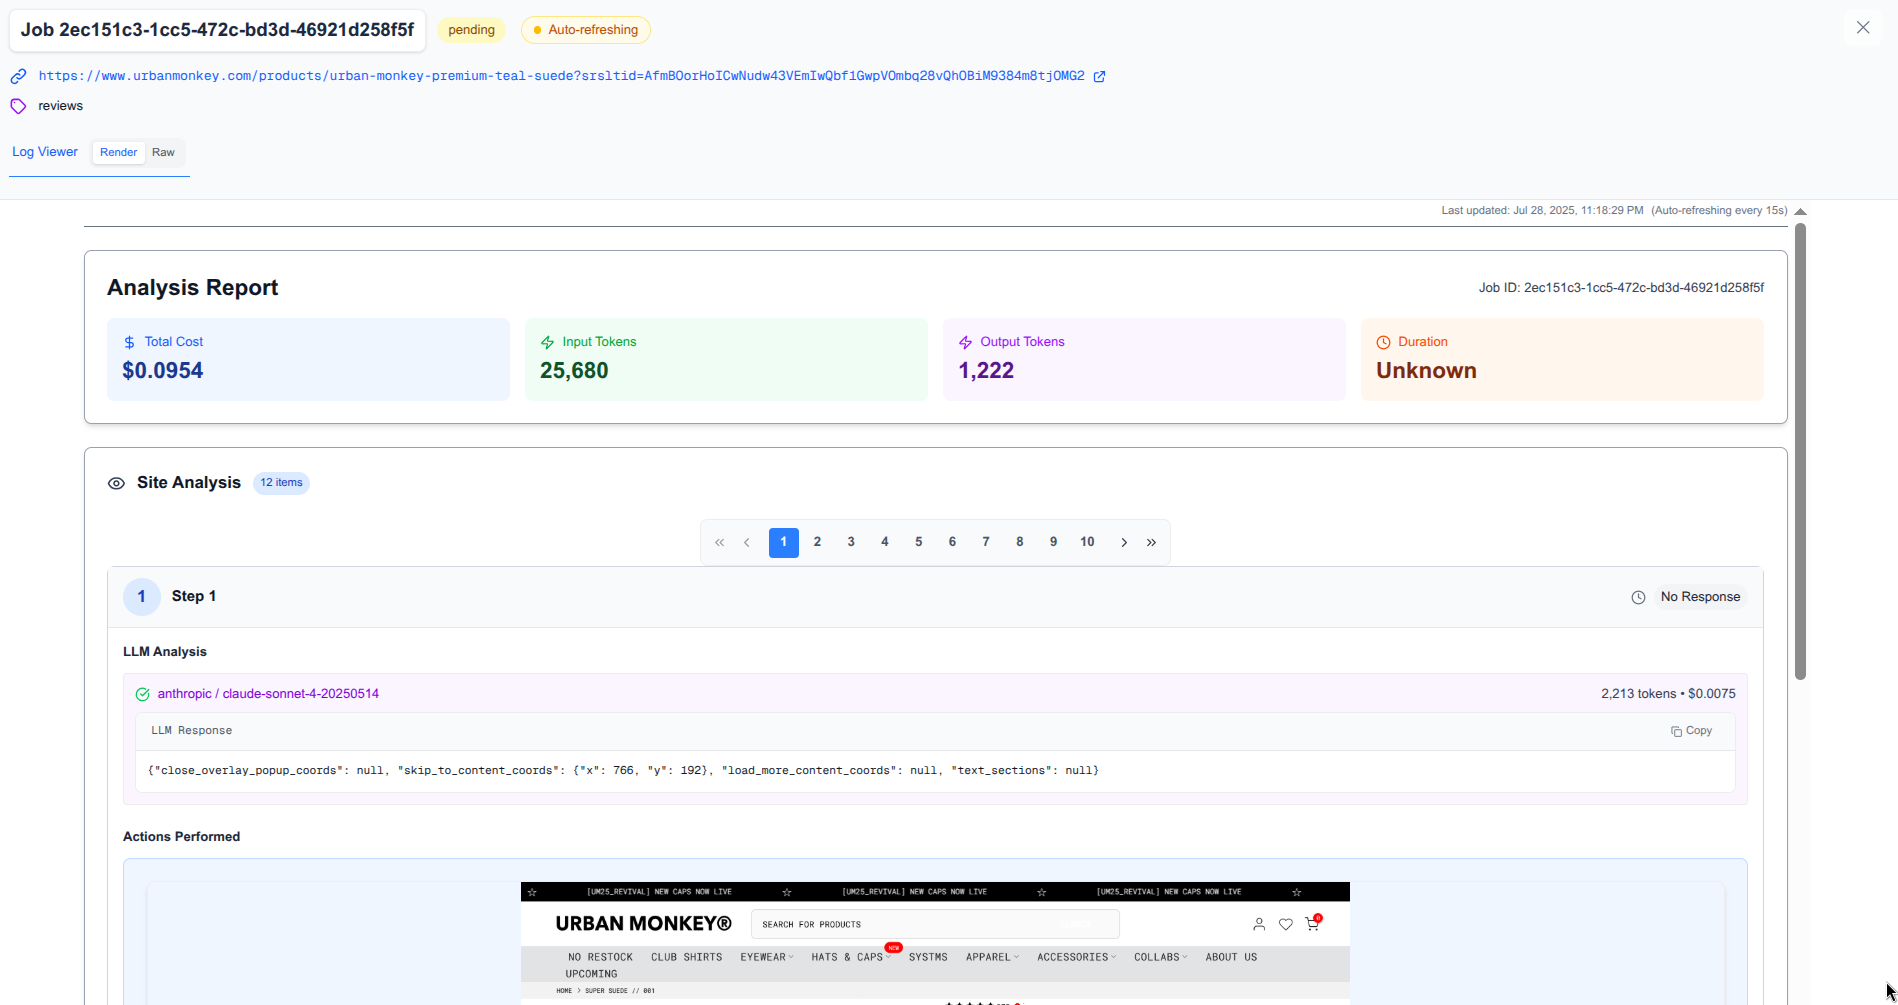 Job 2ec151c3-1cc5-472c-bd3d-46921d258f5f
pending
Auto-refreshing
https://www.urbanmonkey.com/products/urban-monkey-premium-teal-suede?srsltid=AfmBOorHoICwNudw43VEmIwQbf1GwpVOmbq28vQhOBiM9384m8tjOMG2
reviews
Log Viewer
Render
Raw
Last updated: Jul 28, 2025, 11:18:29 PM (Auto-refreshing every 15s)
Analysis Report
Job ID: 2ec151c3-1cc5-472c-bd3d-46921d258f5f
Total Cost
$0.0954
Input Tokens
25,680
Output Tokens
1,222
Duration
Unknown
Site Analysis
12 items
« ‹ 1 2 3 4 5 6 7 8 9 10 › »
1
Step 1
No Response
LLM Analysis
anthropic / claude-sonnet-4-20250514
2,213 tokens • $0.0075
LLM Response
Copy
{"close_overlay_popup_coords": null, "skip_to_content_coords": {"x": 766, "y": 192}, "load_more_content_coords": null, "text_sections": null}
Actions Performed
[UM25_REVIVAL] NEW CAPS NOW LIVE
[UM25_REVIVAL] NEW CAPS NOW LIVE
[UM25_REVIVAL] NEW CAPS NOW LIVE
URBAN MONKEY®
SEARCH FOR PRODUCTS
0
NEW
NO RESTOCK CLUB SHIRTS EYEWEAR HATS & CAPS SYSTMS APPAREL ACCESSORIES COLLABS ABOUT US
UPCOMING
HOME > SUPER SUEDE // 001